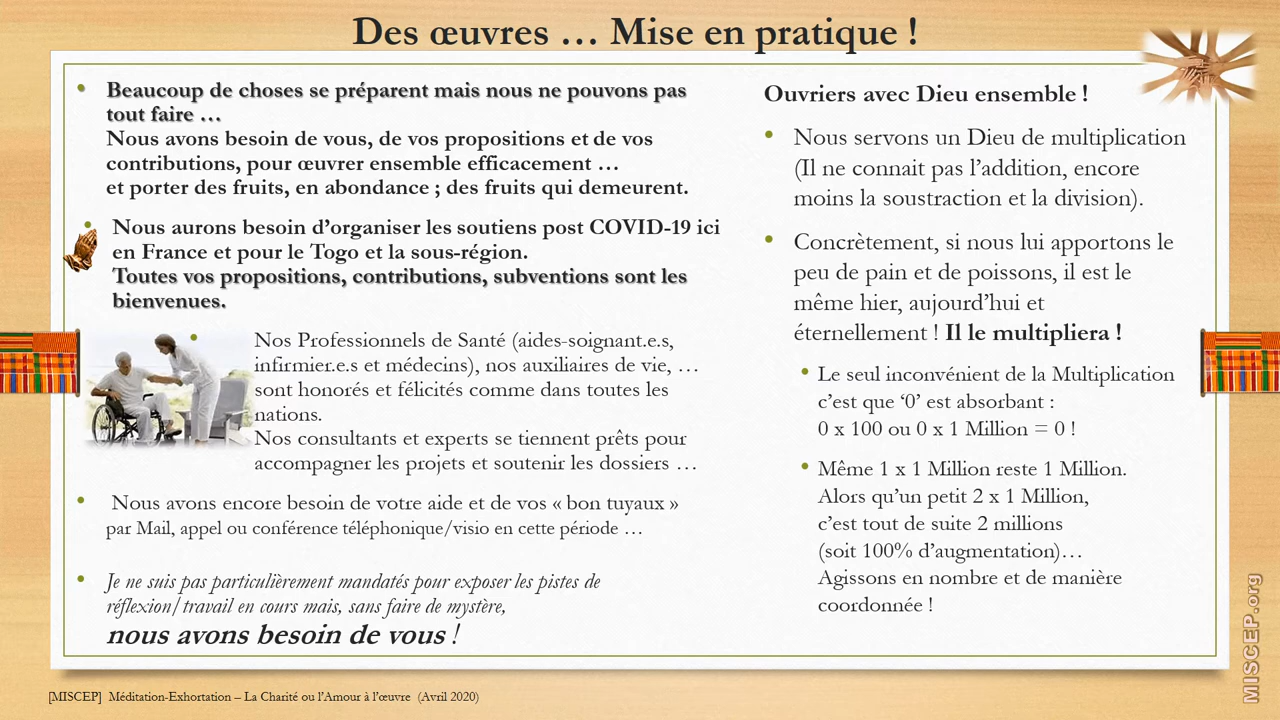 Des œuvres … Mise en pratique !
Beaucoup de choses se préparent mais nous ne pouvons pas
tout faire …
Nous avons besoin de vous, de vos propositions et de vos
contributions, pour œuvrer ensemble efficacement …
et porter des fruits, en abondance ; des fruits qui demeurent.
Nous aurons besoin d’organiser les soutiens post COVID-19 ici
en France et pour le Togo et la sous-région.
Toutes vos propositions, contributions, subventions sont les
bienvenues.
Nos Professionnels de Santé (aides-soignant.e.s,
infirmier.e.s et médecins), nos auxiliaires de vie, …
sont honorés et félicités comme dans toutes les
nations.
Nos consultants et experts se tiennent prêts pour
accompagner les projets et soutenir les dossiers …
Nous avons encore besoin de votre aide et de vos « bon tuyaux »
par Mail, appel ou conférence téléphonique/visio en cette période …
Je ne suis pas particulièrement mandatés pour exposer les pistes de
réflexion/travail en cours mais, sans faire de mystère,
nous avons besoin de vous !
Ouvriers avec Dieu ensemble !
Nous servons un Dieu de multiplication
(Il ne connait pas l’addition, encore
moins la soustraction et la division).
Concrètement, si nous lui apportons le
peu de pain et de poissons, il est le
même hier, aujourd’hui et
éternellement ! Il le multipliera !
Le seul inconvénient de la Multiplication
c’est que ‘0’ est absorbant :
0 x 100 ou 0 x 1 Million = 0 !
Même 1 x 1 Million reste 1 Million.
Alors qu’un petit 2 x 1 Million,
c’est tout de suite 2 millions
(soit 100% d’augmentation)…
Agissons en nombre et de manière
coordonnée !
MISCEP.org
[MISCEP] Méditation-Exhortation – La Charité ou l’Amour à l’œuvre (Avril 2020)